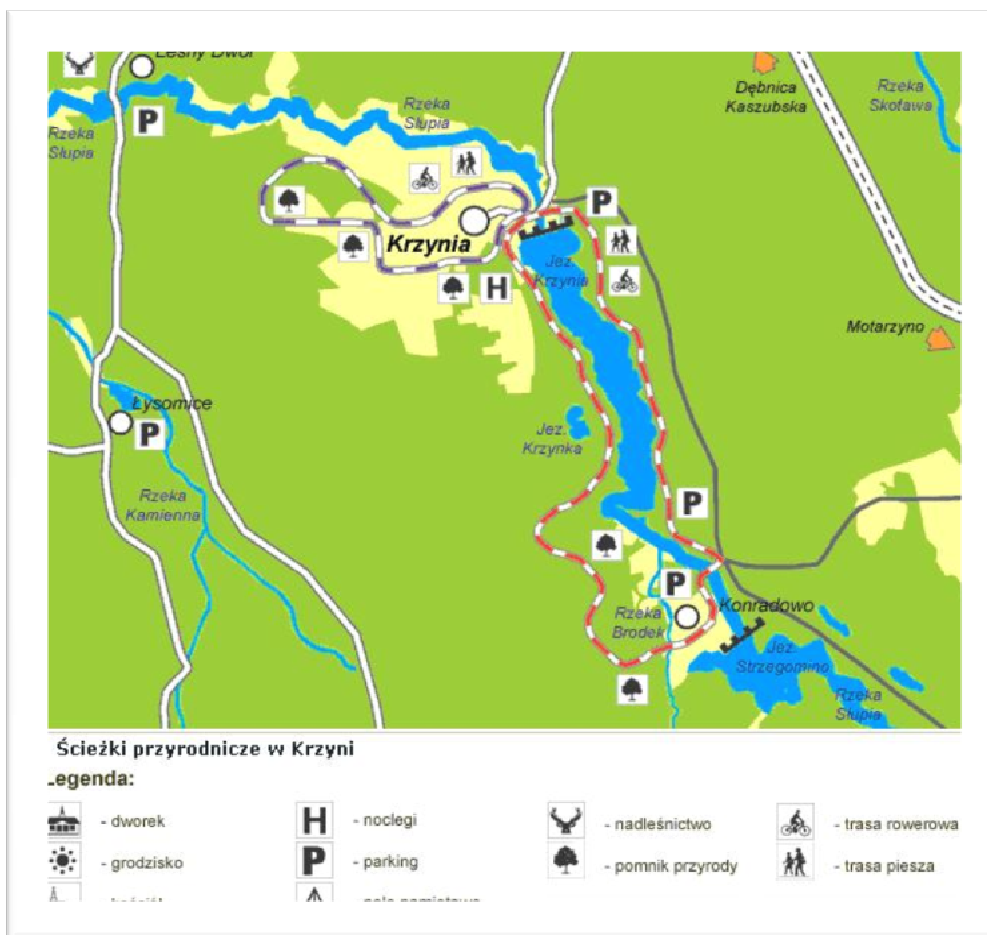 Leśny Dwór
Rzeka
Słupia
P
Rzeka
Słupia
Dębnica
Kaszubska
Rzeka
Skotawa
Krzynia
P
Jez.
Krzynia
H
Motarzyno
Łysomice
P
Jez.
Krzynka
Rzeka
Kamienna
P
P
Rzeka
Brodek
Konradowo
Jez.
Strzegomino
Rzeka
Słupia
Ścieżki przyrodnicze w Krzyni
Legenda:
- dworek
H - noclegi
- nadleśnictwo
- trasa rowerowa
- grodzisko
P - parking
- pomnik przyrody
- trasa piesza